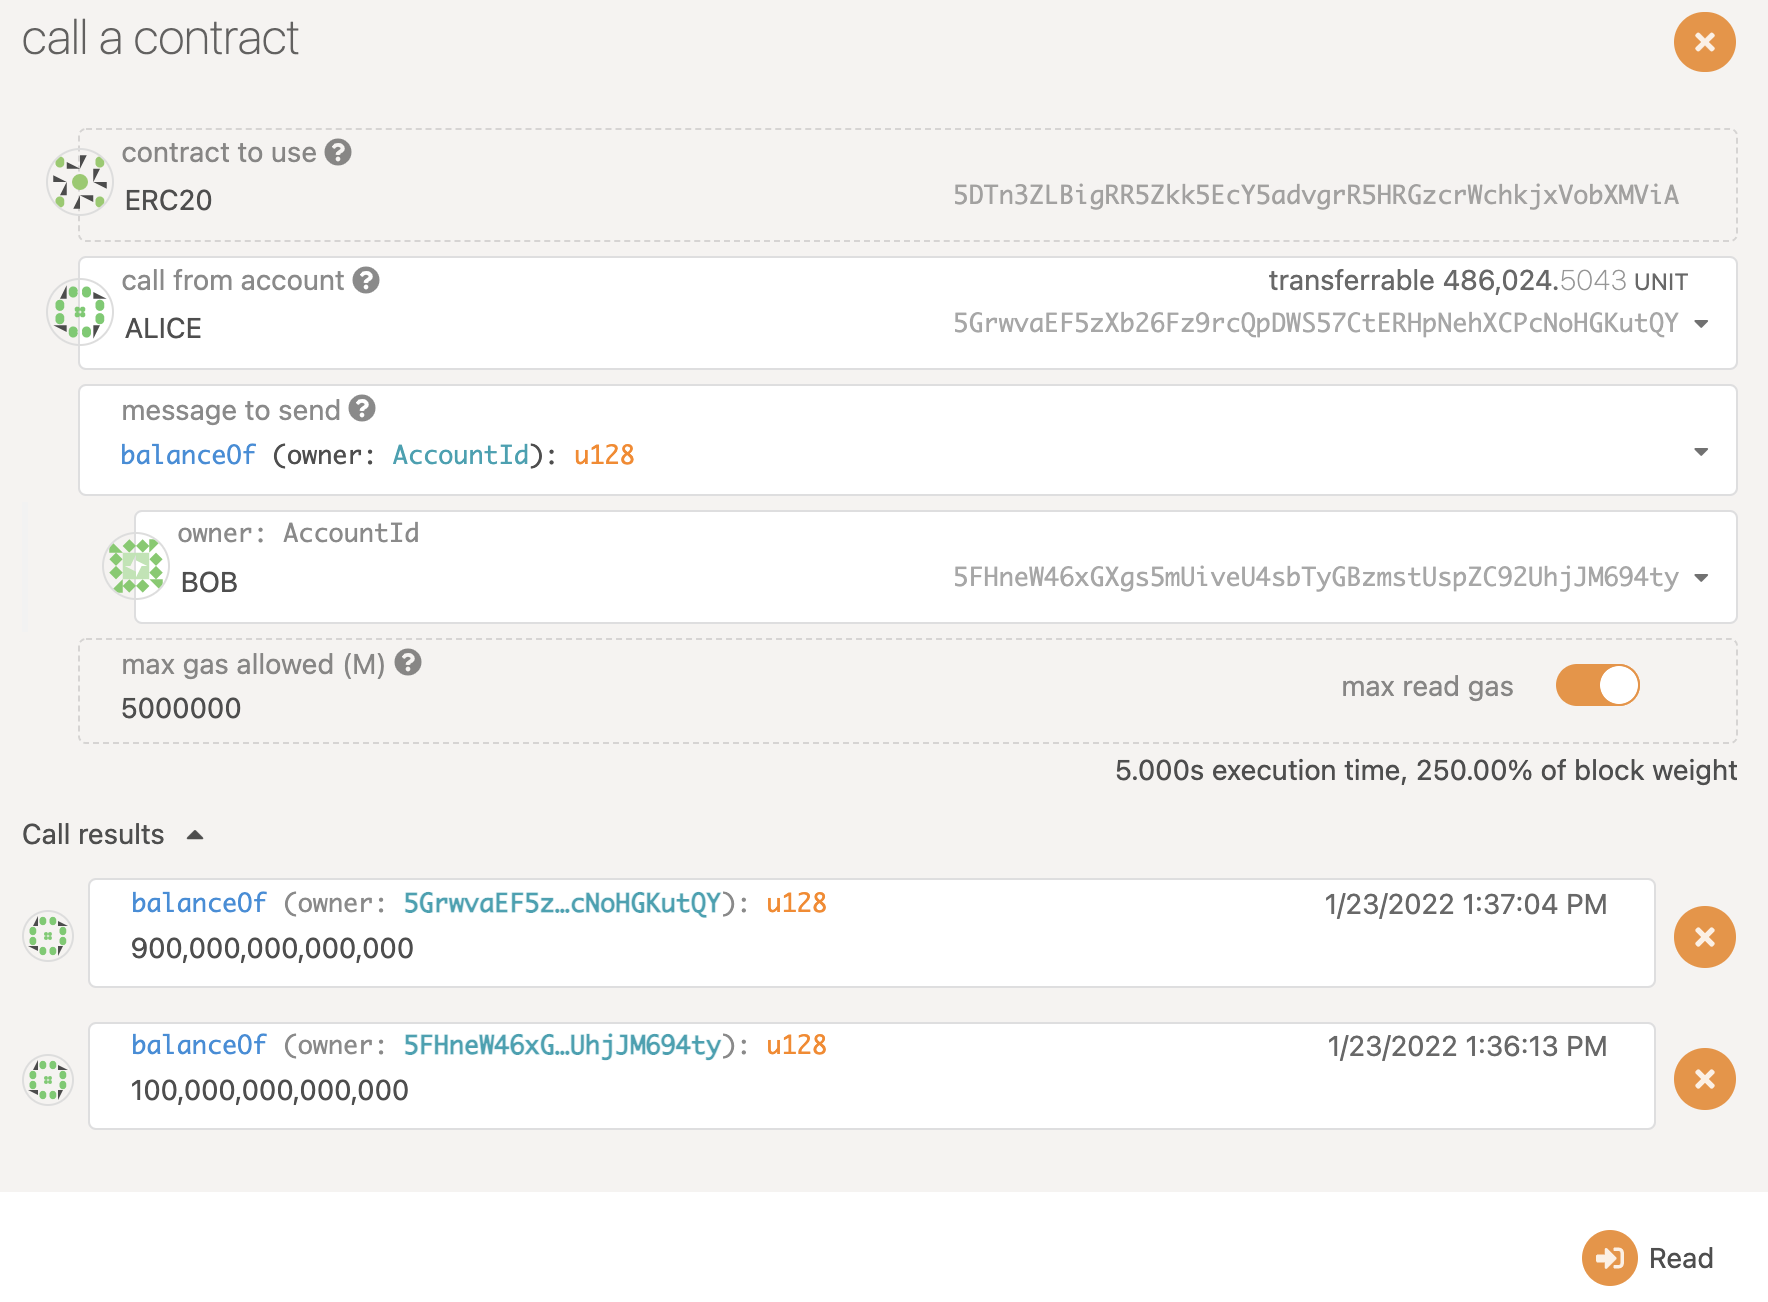 call a contract
contract to use
ERC20
5DTn3ZLBigRR5Zkk5EcY5advgrR5HRGzcrWchkjxVobXMViA
call from account
transferrable 486,024.5043 UNIT
ALICE
5GrwvaEF5zXb26Fz9rcQpDWS57CtERHpNehXCPcNoHGKutQY
message to send
balanceOf (owner: AccountId): u128
owner: AccountId
BOB
5FHneW46xGXgs5mUiveU4sbTyGBzmstUspZC92UhjJM694ty
max gas allowed (M)
5000000
max read gas
5.000s execution time, 250.00% of block weight
Call results
balanceOf (owner: 5GrwvaEF5z…cNoHGKutQY): u128
1/23/2022 1:37:04 PM
900,000,000,000,000
balanceOf (owner: 5FHneW46xG…UhjJM694ty): u128
1/23/2022 1:36:13 PM
100,000,000,000,000
Read